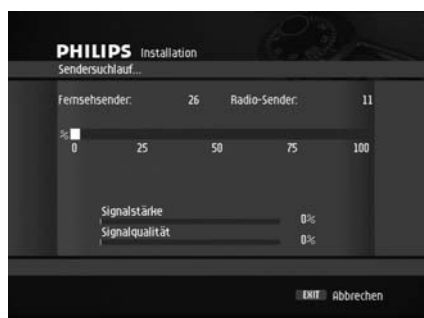 PHILIPS Installation
Sendersuchlauf...
Fernsehsender: 26 Radio-Sender: 11
%
0 25 50 75 100
Signalstärke 0%
Signalqualität 0%
EXIT Abbrechen